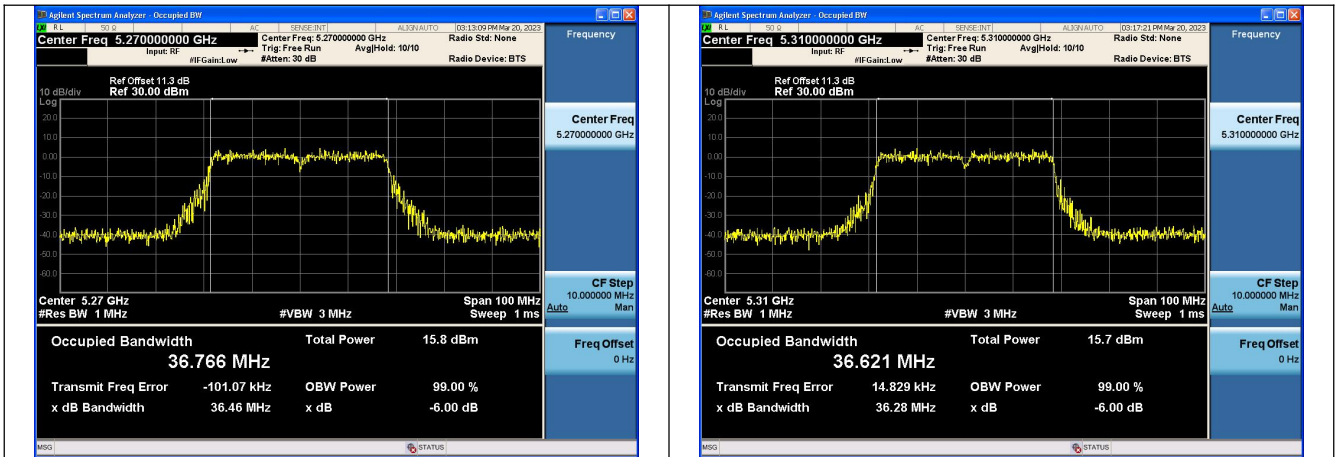 Agilent Spectrum Analyzer - Occupied BW
RL 50 Ω AC SENSE:INT ALIGN AUTO 03:13:09 PM Mar 20, 2023
Center Freq 5.270000000 GHz
Center Freq: 5.270000000 GHz
Radio Std: None
Input: RF
Trig: Free Run Avg|Hold: 10/10
#IFGain:Low
#Atten: 30 dB
Radio Device: BTS
Ref Offset 11.3 dB
10 dB/div Ref 30.00 dBm
Log
20.0
10.0
0.00
-10.0
-20.0
-30.0
-40.0
-50.0
-60.0
Center 5.27 GHz Span 100 MHz
#Res BW 1 MHz #VBW 3 MHz Sweep 1 ms
Occupied Bandwidth Total Power 15.8 dBm
36.766 MHz
Transmit Freq Error -101.07 kHz OBW Power 99.00 %
x dB Bandwidth 36.46 MHz x dB -6.00 dB
MSG STATUS
Frequency
Center Freq
5.270000000 GHz
CF Step
10.000000 MHz
Auto Man
Freq Offset
0 Hz
Agilent Spectrum Analyzer - Occupied BW
RL 50 Ω AC SENSE:INT ALIGN AUTO 03:17:21 PM Mar 20, 2023
Center Freq 5.310000000 GHz
Center Freq: 5.310000000 GHz
Radio Std: None
Input: RF
Trig: Free Run Avg|Hold: 10/10
#IFGain:Low
#Atten: 30 dB
Radio Device: BTS
Ref Offset 11.3 dB
10 dB/div Ref 30.00 dBm
Log
20.0
10.0
0.00
-10.0
-20.0
-30.0
-40.0
-50.0
-60.0
Center 5.31 GHz Span 100 MHz
#Res BW 1 MHz #VBW 3 MHz Sweep 1 ms
Occupied Bandwidth Total Power 15.7 dBm
36.621 MHz
Transmit Freq Error 14.829 kHz OBW Power 99.00 %
x dB Bandwidth 36.28 MHz x dB -6.00 dB
MSG STATUS
Frequency
Center Freq
5.310000000 GHz
CF Step
10.000000 MHz
Auto Man
Freq Offset
0 Hz